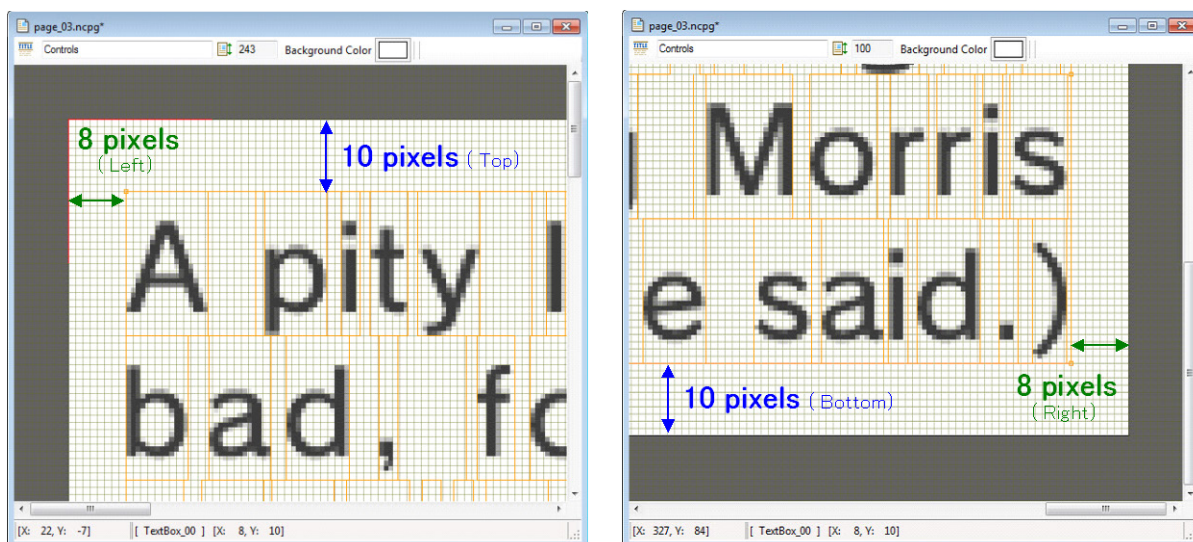 page_03.ncpg*
Controls 243 Background Color
8 pixels
( Left)
10 pixels ( Top)
A pity I
bad, fo
[X: 22, Y: -7] [ TextBox_00 ] [X: 8, Y: 10]
page_03.ncpg*
Controls 100 Background Color
Morris
e said.)
10 pixels ( Bottom)
8 pixels
( Right)
[X: 327, Y: 84] [ TextBox_00 ] [X: 8, Y: 10]